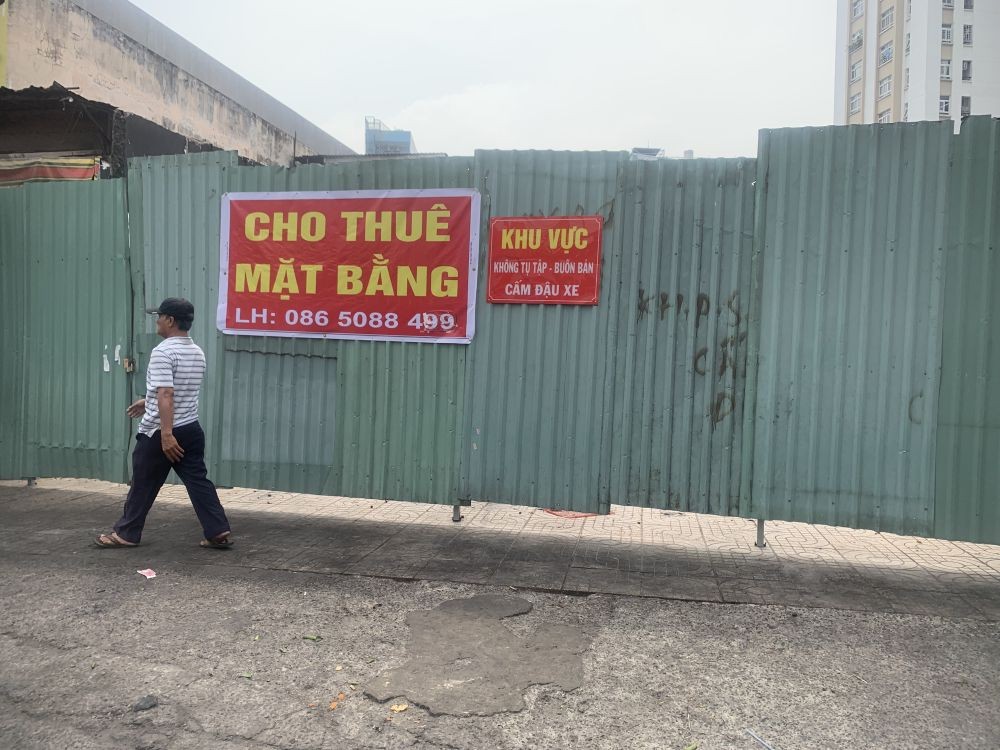 CHO THUÊ
MẶT BẰNG
LH: 086 5088 499
KHU VỰC
KHÔNG TỤ TẬP - BUÔN BÁN
CẤM ĐẬU XE